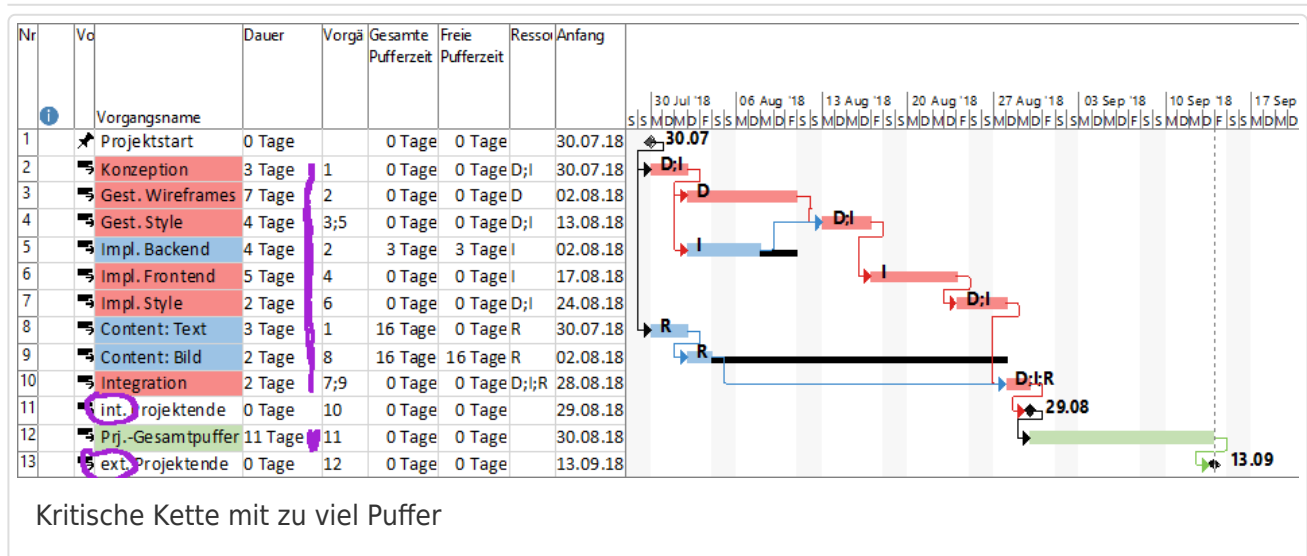 Nr Vo Dauer Vorgä Gesamte Freie Ressou Anfang
Pufferzeit Pufferzeit
30 Jul '18 06 Aug '18 13 Aug '18 20 Aug '18 27 Aug '18 03 Sep '18 10 Sep '18 17 Sep
i Vorgangsname S S M D M D F S S M D M D F S S M D M D F S S M D M D F S S M D M D F S S M D M D F S S M D M D F S S M D M D
1 Projektstart 0 Tage 0 Tage 0 Tage 30.07.18 30.07
2 Konzeption 3 Tage 1 0 Tage 0 Tage D;I 30.07.18 D;I
3 Gest. Wireframes 7 Tage 2 0 Tage 0 Tage D 02.08.18 D
4 Gest. Style 4 Tage 3;5 0 Tage 0 Tage D;I 13.08.18 D;I
5 Impl. Backend 4 Tage 2 3 Tage 3 Tage I 02.08.18 I
6 Impl. Frontend 5 Tage 4 0 Tage 0 Tage I 17.08.18 I
7 Impl. Style 2 Tage 6 0 Tage 0 Tage D;I 24.08.18 D;I
8 Content: Text 3 Tage 1 16 Tage 0 Tage R 30.07.18 R
9 Content: Bild 2 Tage 8 16 Tage 16 Tage R 02.08.18 R
10 Integration 2 Tage 7;9 0 Tage 0 Tage D;I;R 28.08.18 D;I;R
11 int. Projektende 0 Tage 10 0 Tage 0 Tage 29.08.18 29.08
12 Prj.-Gesamtpuffer 11 Tage 11 0 Tage 0 Tage 30.08.18
13 ext. Projektende 0 Tage 12 0 Tage 0 Tage 13.09.18 13.09
Kritische Kette mit zu viel Puffer